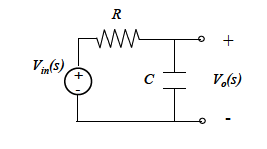 R
+
V_in(s) + C V_o(s)
-
-